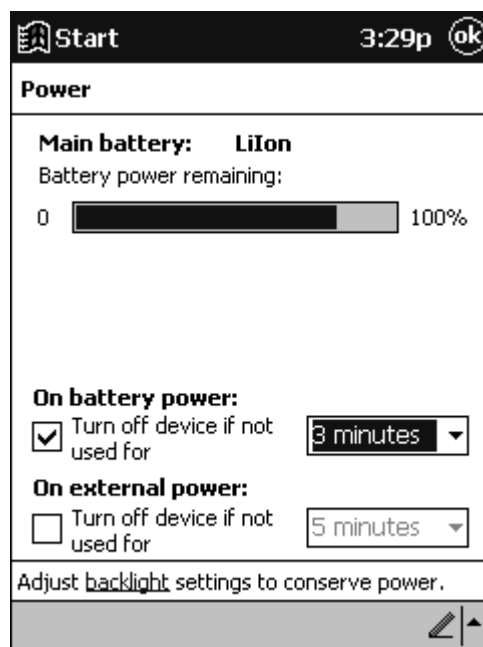 Start 3:29p ok
Power
Main battery: LiIon
Battery power remaining:
0 100%
On battery power:
Turn off device if not
used for
3 minutes
On external power:
Turn off device if not
used for
5 minutes
Adjust backlight settings to conserve power.